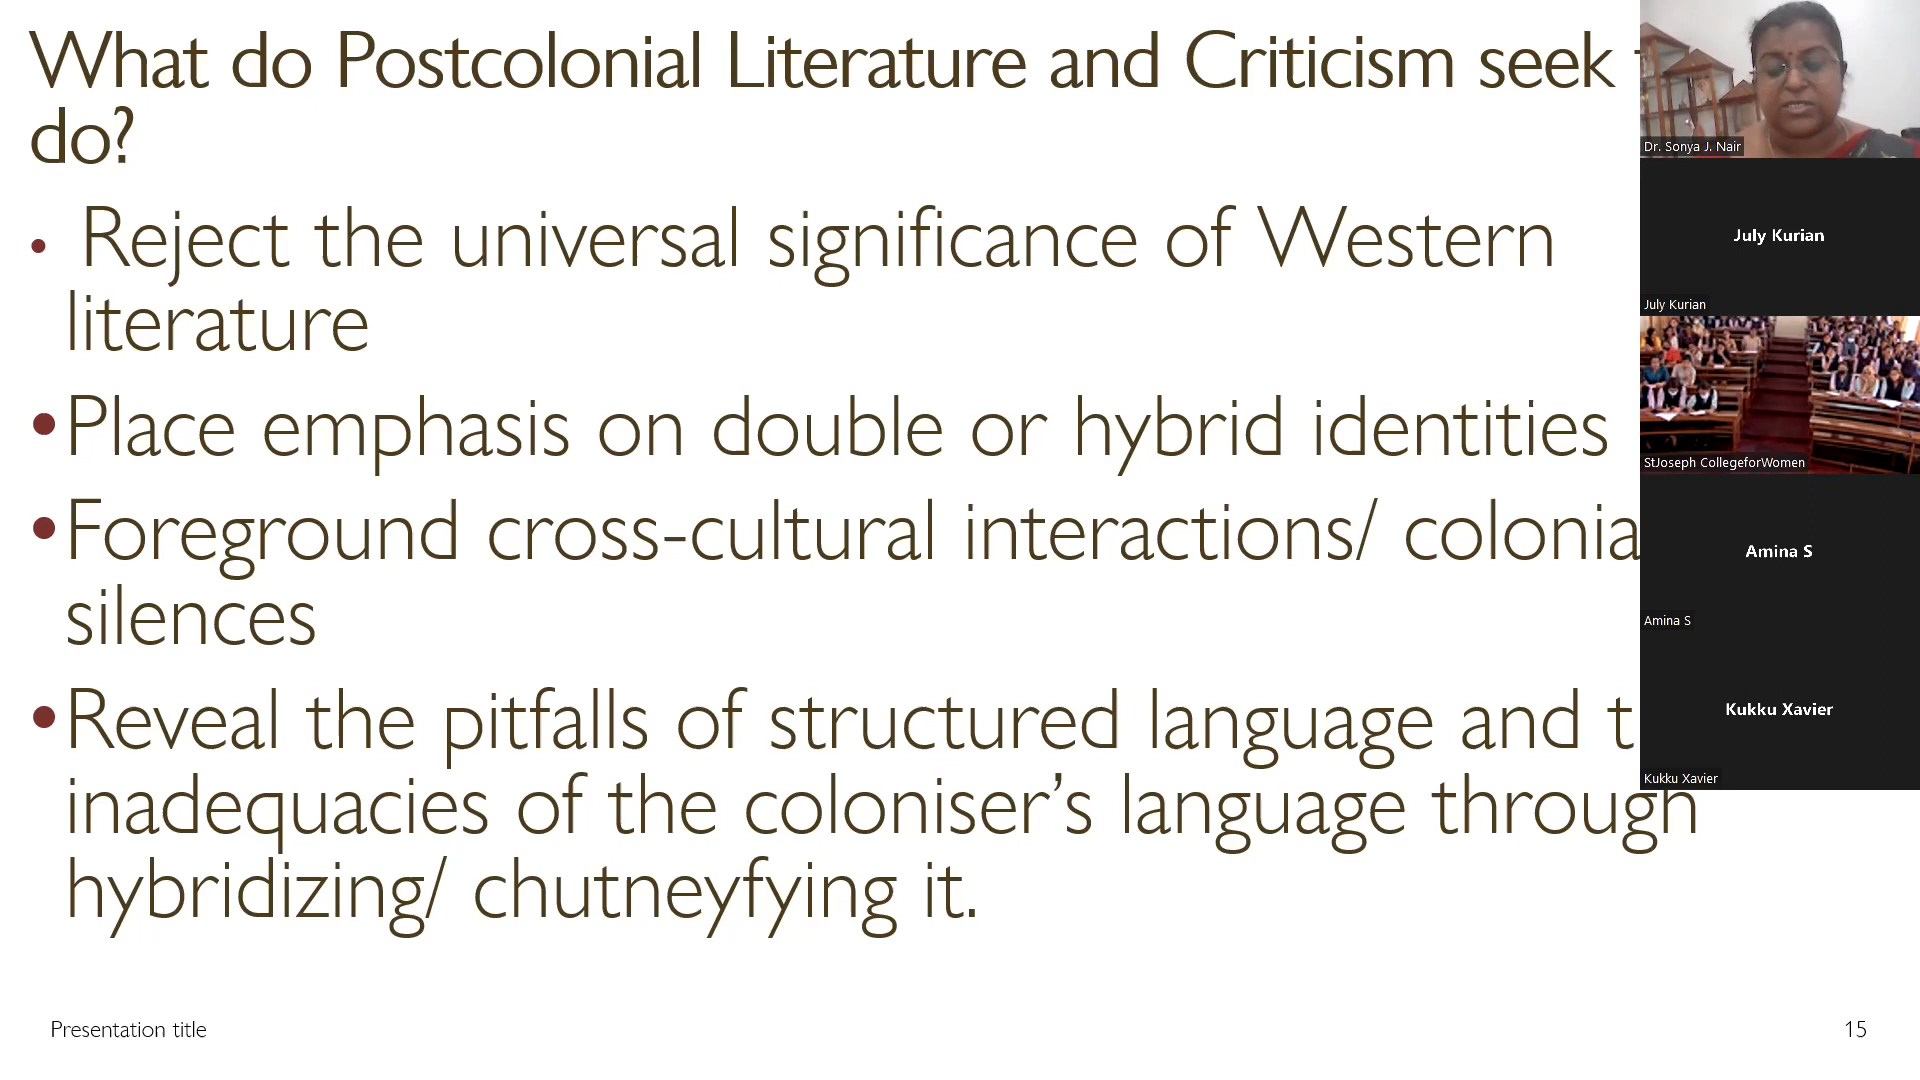 What do Postcolonial Literature and Criticism seek
do?
• Reject the universal significance of Western
literature
•Place emphasis on double or hybrid identities
•Foreground cross-cultural interactions/ colonia
silences
•Reveal the pitfalls of structured language and t
inadequacies of the coloniser’s language through
hybridizing/ chutneyfying it.
Presentation title
15
Dr. Sonya J. Nair
July Kurian
July Kurian
StJoseph CollegeforWomen
Amina S
Amina S
Kukku Xavier
Kukku Xavier